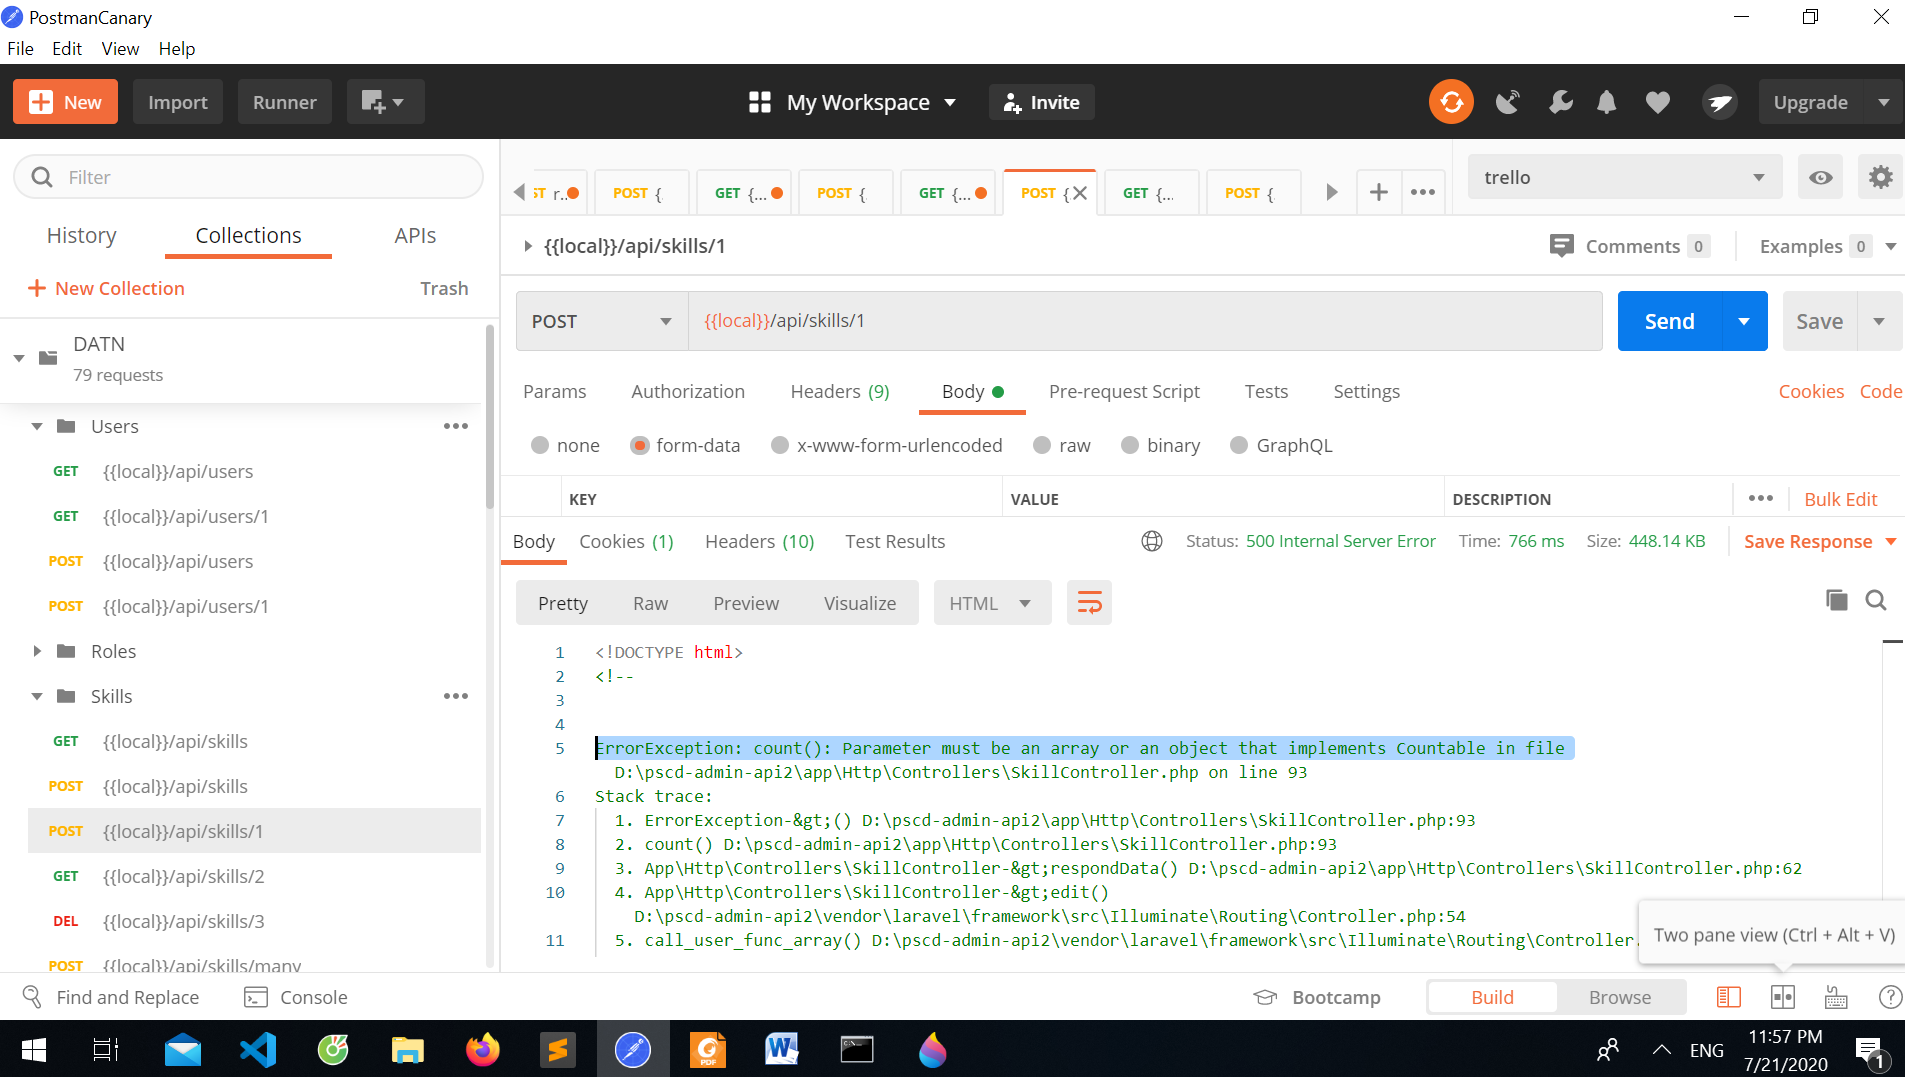 PostmanCanary
File Edit View Help
New Import Runner My Workspace Invite Upgrade
Filter
ST r.. POST { GET {... POST { GET {... POST { GET {... POST {
trello
History Collections APIs
{{local}}/api/skills/1
Comments 0 Examples 0
New Collection Trash
POST {{local}}/api/skills/1 Send Save
DATN
79 requests
Params Authorization Headers (9) Body Pre-request Script Tests Settings Cookies Code
Users
none form-data x-www-form-urlencoded raw binary GraphQL
GET {{local}}/api/users
KEY VALUE DESCRIPTION Bulk Edit
GET {{local}}/api/users/1
Body Cookies (1) Headers (10) Test Results Status: 500 Internal Server Error Time: 766 ms Size: 448.14 KB Save Response
POST {{local}}/api/users
POST {{local}}/api/users/1
Pretty Raw Preview Visualize HTML
Roles
Skills
GET {{local}}/api/skills
POST {{local}}/api/skills
POST {{local}}/api/skills/1
GET {{local}}/api/skills/2
DEL {{local}}/api/skills/3
POST {{local}}/api/skills/many
1 <!DOCTYPE html>
2 <!--
3
4
5 ErrorException: count(): Parameter must be an array or an object that implements Countable in file
D:\pscd-admin-api2\app\Http\Controllers\SkillController.php on line 93
6 Stack trace:
7 1. ErrorException-&gt;() D:\pscd-admin-api2\app\Http\Controllers\SkillController.php:93
8 2. count() D:\pscd-admin-api2\app\Http\Controllers\SkillController.php:93
9 3. App\Http\Controllers\SkillController-&gt;respondData() D:\pscd-admin-api2\app\Http\Controllers\SkillController.php:62
10 4. App\Http\Controllers\SkillController-&gt;edit()
D:\pscd-admin-api2\vendor\laravel\framework\src\Illuminate\Routing\Controller.php:54
11 5. call_user_func_array() D:\pscd-admin-api2\vendor\laravel\framework\src\Illuminate\Routing\Controller.
Two pane view (Ctrl + Alt + V)
Find and Replace Console Bootcamp Build Browse
PDF
ENG
11:57 PM
7/21/2020
1